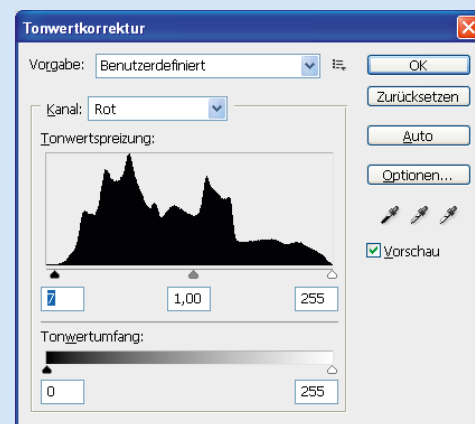 Tonwertkorrektur
Vorgabe: Benutzerdefiniert
OK
Zurücksetzen
Kanal: Rot
Auto
Tonwertspreizung:
Optionen...
Vorschau
7 1,00 255
Tonwertumfang:
0 255